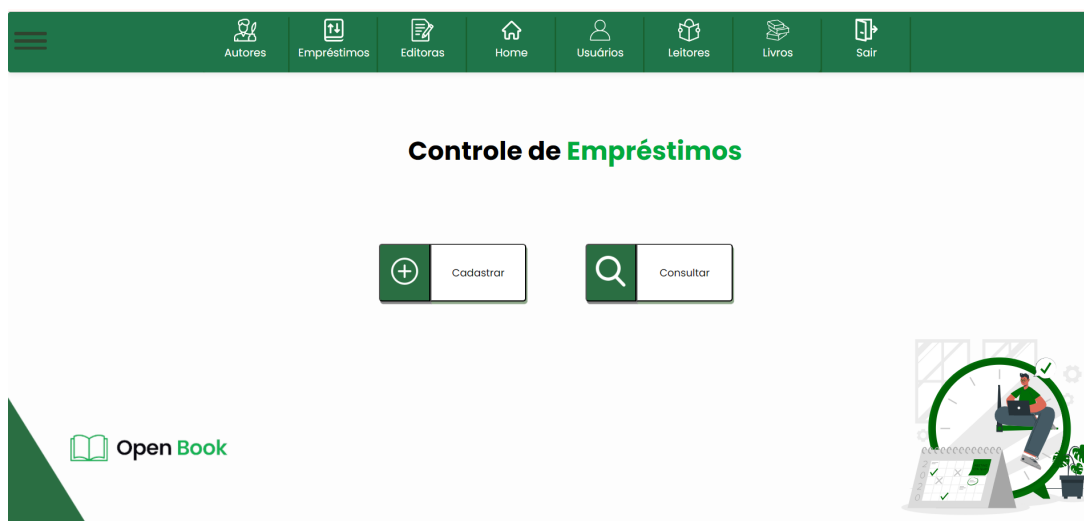 Autores
Empréstimos
Editoras
Home
Usuários
Leitores
Livros
Sair
Controle de Empréstimos
Cadastrar
Consultar
Open Book